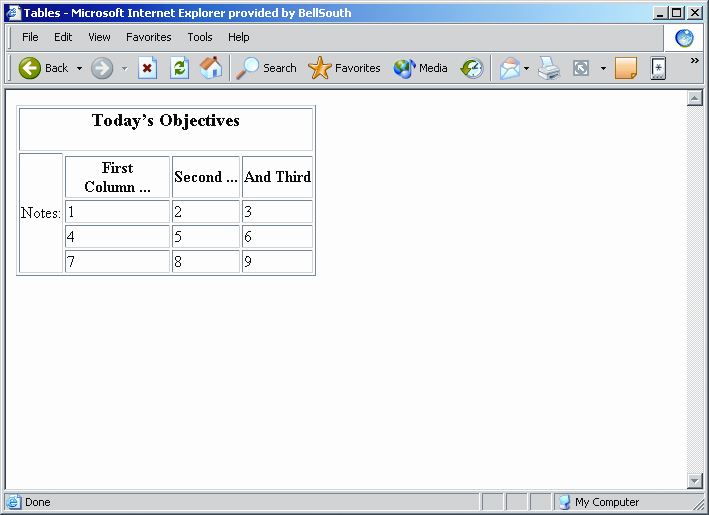 Tables - Microsoft Internet Explorer provided by BellSouth
File Edit View Favorites Tools Help
Back Search Favorites Media »
Today’s Objectives
Notes:
First
Column ...
Second ... And Third
1 2 3
4 5 6
7 8 9
Done My Computer